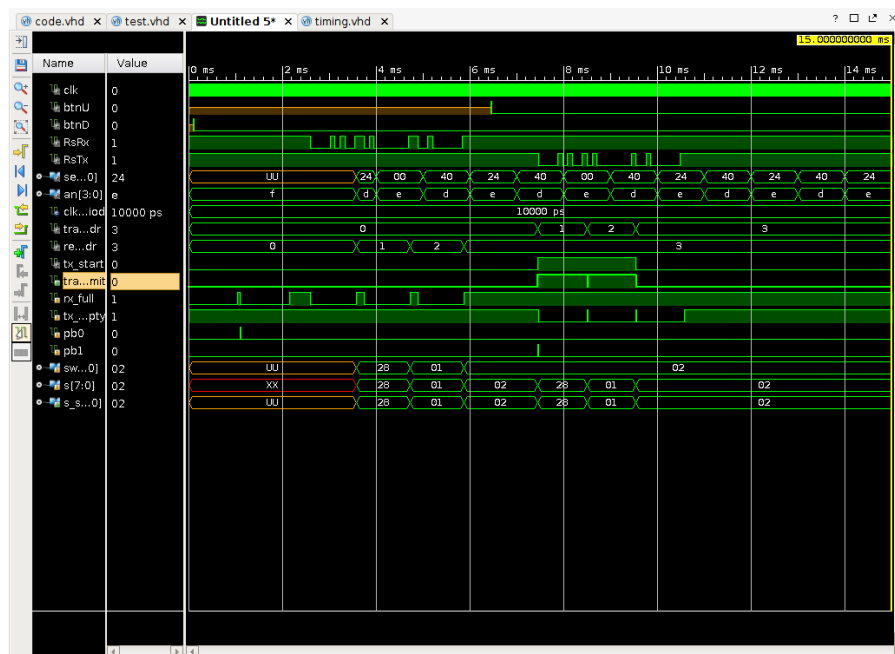 code.vhd × test.vhd × Untitled 5* × timing.vhd × ?
15.000000000 ms
Name Value
0 ms 2 ms 4 ms 6 ms 8 ms 10 ms 12 ms 14 ms
clk 0
btnU 0
btnD 0
RsRx 1
RsTx 1
se...0] 24 UU 24 00 40 24 40 00 40 24 40 24 40 24
an[3:0] e f d e d e d e d e d e d e
clk...iod 10000 ps 10000 ps
tra...dr 3 0 1 2 3
re...dr 3 0 1 2 3
tx_start 0
tra...mit 0
rx_full 1
tx_...pty 1
pb0 0
pb1 0
sw...0] 02 UU 28 01 02
s[7:0] 02 XX 28 01 02 28 01 02
s_s...0] 02 UU 28 01 02 28 01 02